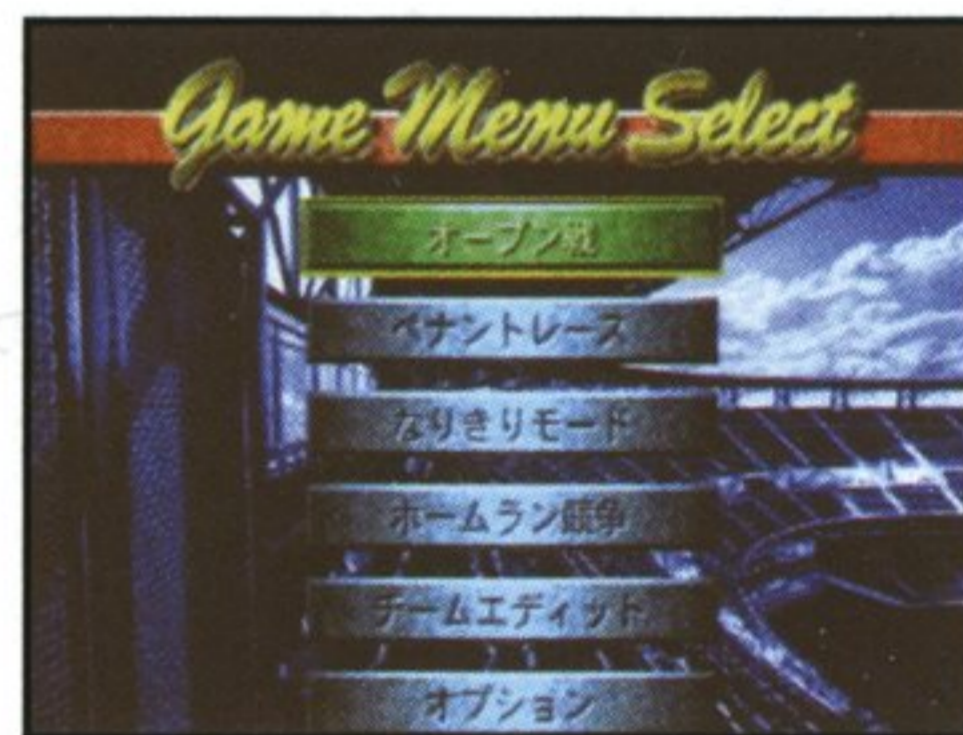 Game Menu Select
オープン戦
ペナントレース
なりきりモード
ホームラン競争
チームエディット
オプション